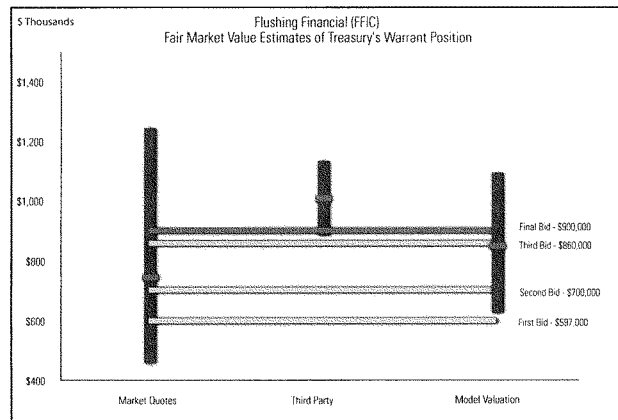 $ Thousands
Flushing Financial (FFIC)
Fair Market Value Estimates of Treasury's Warrant Position
$1,400
$1,200
$1,000
$800
$600
$400
Final Bid - $900,000
Third Bid - $860,000
Second Bid - $700,000
First Bid - $597,000
Market Quotes
Third Party
Model Valuation